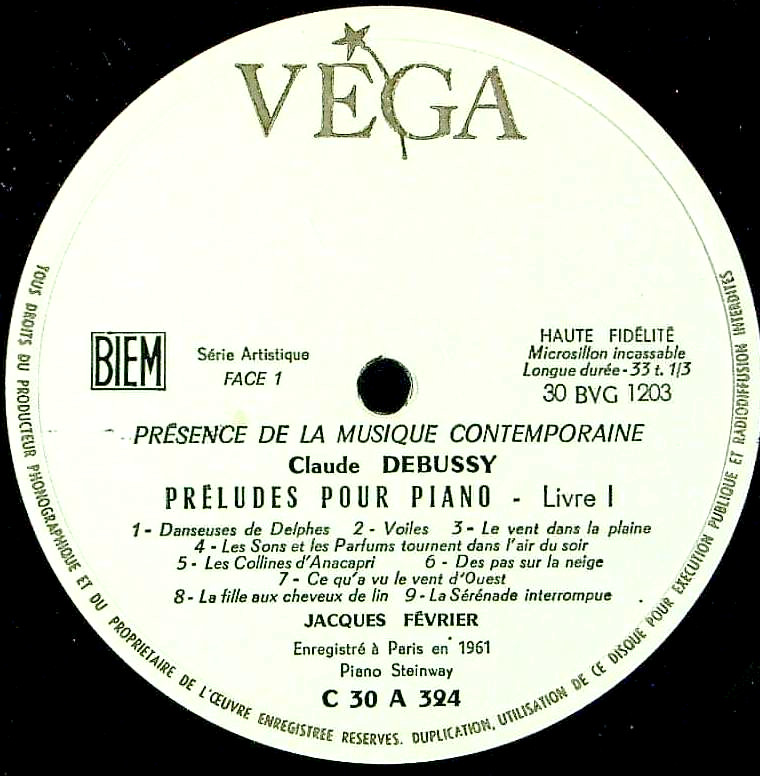 VÉGA
BIEM
Série Artistique
FACE 1
HAUTE FIDÉLITÉ
Microsillon incassable
Longue durée - 33 t. 1/3
30 BVG 1203
PRÉSENCE DE LA MUSIQUE CONTEMPORAINE
Claude DEBUSSY
PRÉLUDES POUR PIANO - Livre I
1 - Danseuses de Delphes 2 - Voiles 3 - Le vent dans la plaine
4 - Les Sons et les Parfums tournent dans l'air du soir
5 - Les Collines d'Anacapri 6 - Des pas sur la neige
7 - Ce qu'a vu le vent d'Ouest
8 - La fille aux cheveux de lin 9 - La Sérénade interrompue
JACQUES FÉVRIER
Enregistré à Paris en 1961
Piano Steinway
C 30 A 324
TOUS DROITS DU PRODUCTEUR PHONOGRAPHIQUE ET DU PROPRIETAIRE DE L'ŒUVRE ENREGISTREE RESERVES. DUPLICATION, UTILISATION DE CE DISQUE POUR EXECUTION PUBLIQUE ET RADIODIFFUSION INTERDITES